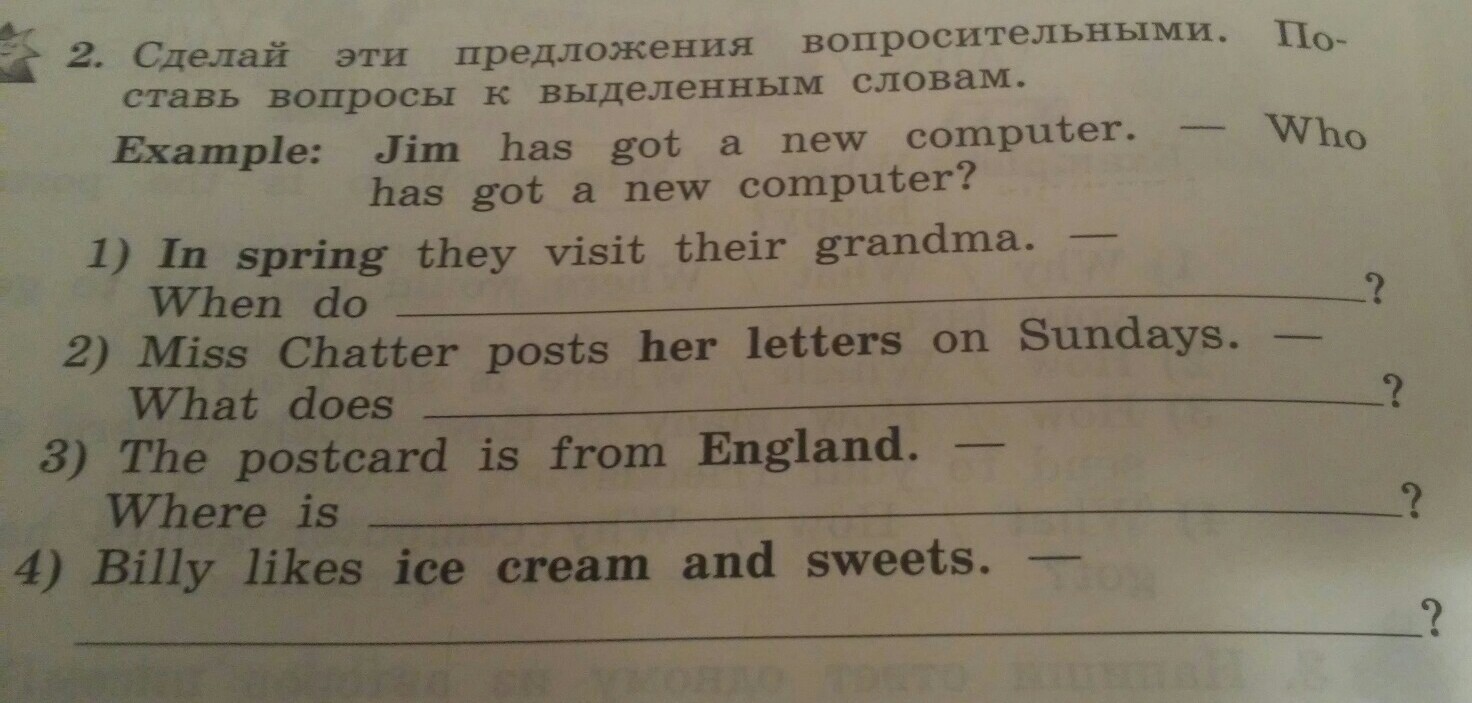 2. Сделай эти предложения вопросительными. По-
ставь вопросы к выделенным словам.
Example: Jim has got a new computer. — Who
has got a new computer?
1) In spring they visit their grandma. —
When do ?
2) Miss Chatter posts her letters on Sundays. —
What does ?
3) The postcard is from England. —
Where is ?
4) Billy likes ice cream and sweets. —
?